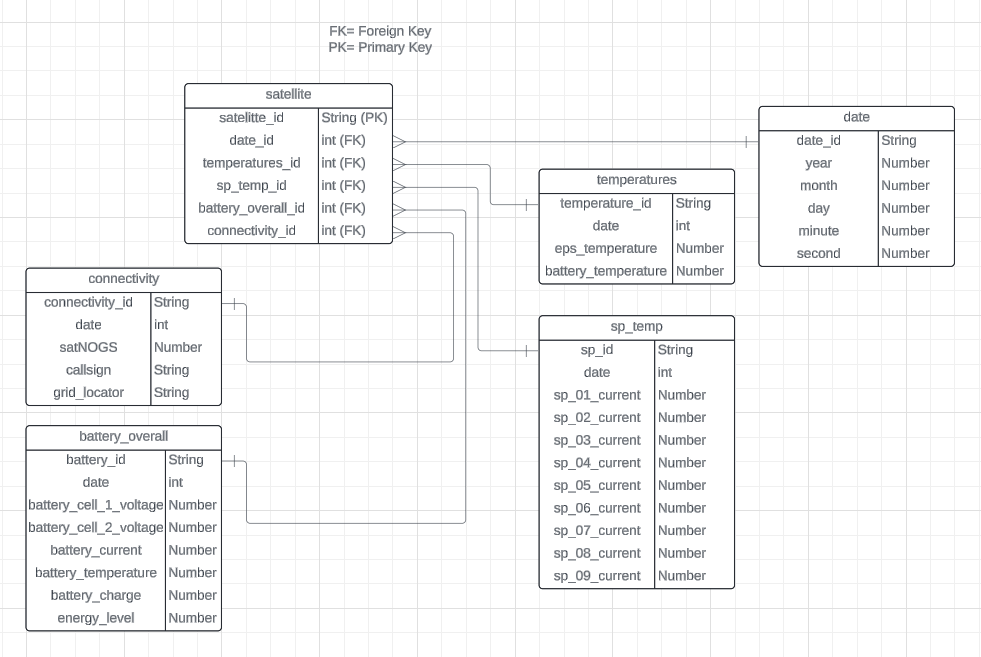 FK= Foreign Key
PK= Primary Key
satellite
satelitte_id String (PK)
date_id int (FK)
temperatures_id int (FK)
sp_temp_id int (FK)
battery_overall_id int (FK)
connectivity_id int (FK)
date
date_id String
year Number
month Number
day Number
minute Number
second Number
temperatures
temperature_id String
date int
eps_temperature Number
battery_temperature Number
connectivity
connectivity_id String
date int
satNOGS Number
callsign String
grid_locator String
sp_temp
sp_id String
date int
sp_01_current Number
sp_02_current Number
sp_03_current Number
sp_04_current Number
sp_05_current Number
sp_06_current Number
sp_07_current Number
sp_08_current Number
sp_09_current Number
battery_overall
battery_id String
date int
battery_cell_1_voltage Number
battery_cell_2_voltage Number
battery_current Number
battery_temperature Number
battery_charge Number
energy_level Number